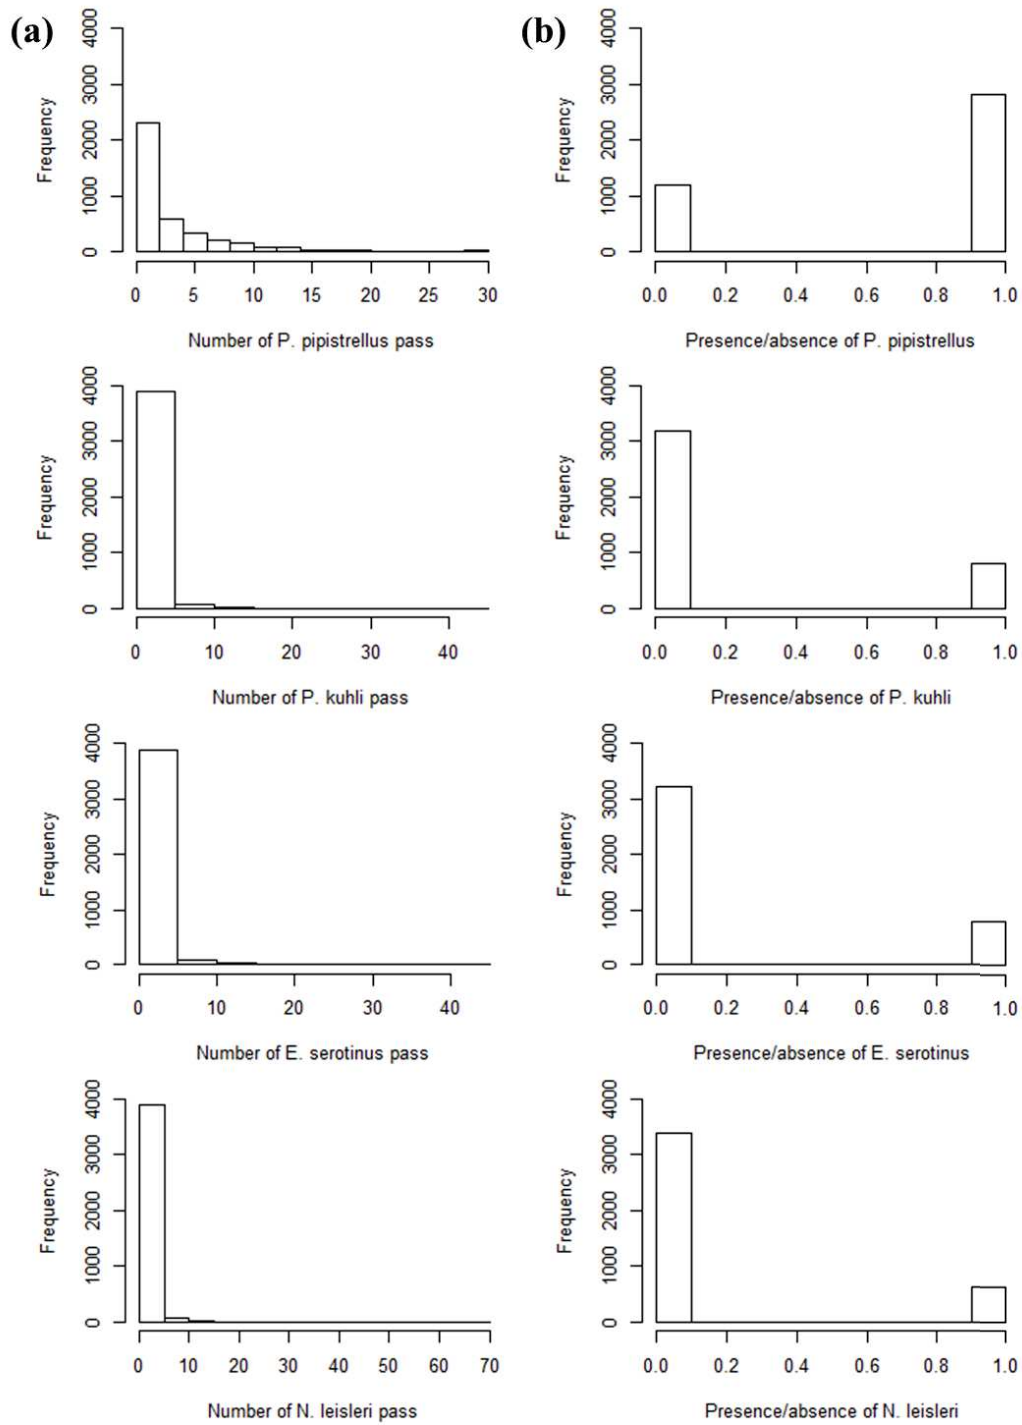 (a)
(b)
Frequency
0 1000 2000 3000 4000
0 5 10 15 20 25 30
Number of P. pipistrellus pass
Frequency
0 1000 2000 3000 4000
0.0 0.2 0.4 0.6 0.8 1.0
Presence/absence of P. pipistrellus
Frequency
0 1000 2000 3000 4000
0 10 20 30 40
Number of P. kuhli pass
Frequency
0 1000 2000 3000 4000
0.0 0.2 0.4 0.6 0.8 1.0
Presence/absence of P. kuhli
Frequency
0 1000 2000 3000 4000
0 10 20 30 40
Number of E. serotinus pass
Frequency
0 1000 2000 3000 4000
0.0 0.2 0.4 0.6 0.8 1.0
Presence/absence of E. serotinus
Frequency
0 1000 2000 3000 4000
0 10 20 30 40 50 60 70
Number of N. leisleri pass
Frequency
0 1000 2000 3000 4000
0.0 0.2 0.4 0.6 0.8 1.0
Presence/absence of N. leisleri